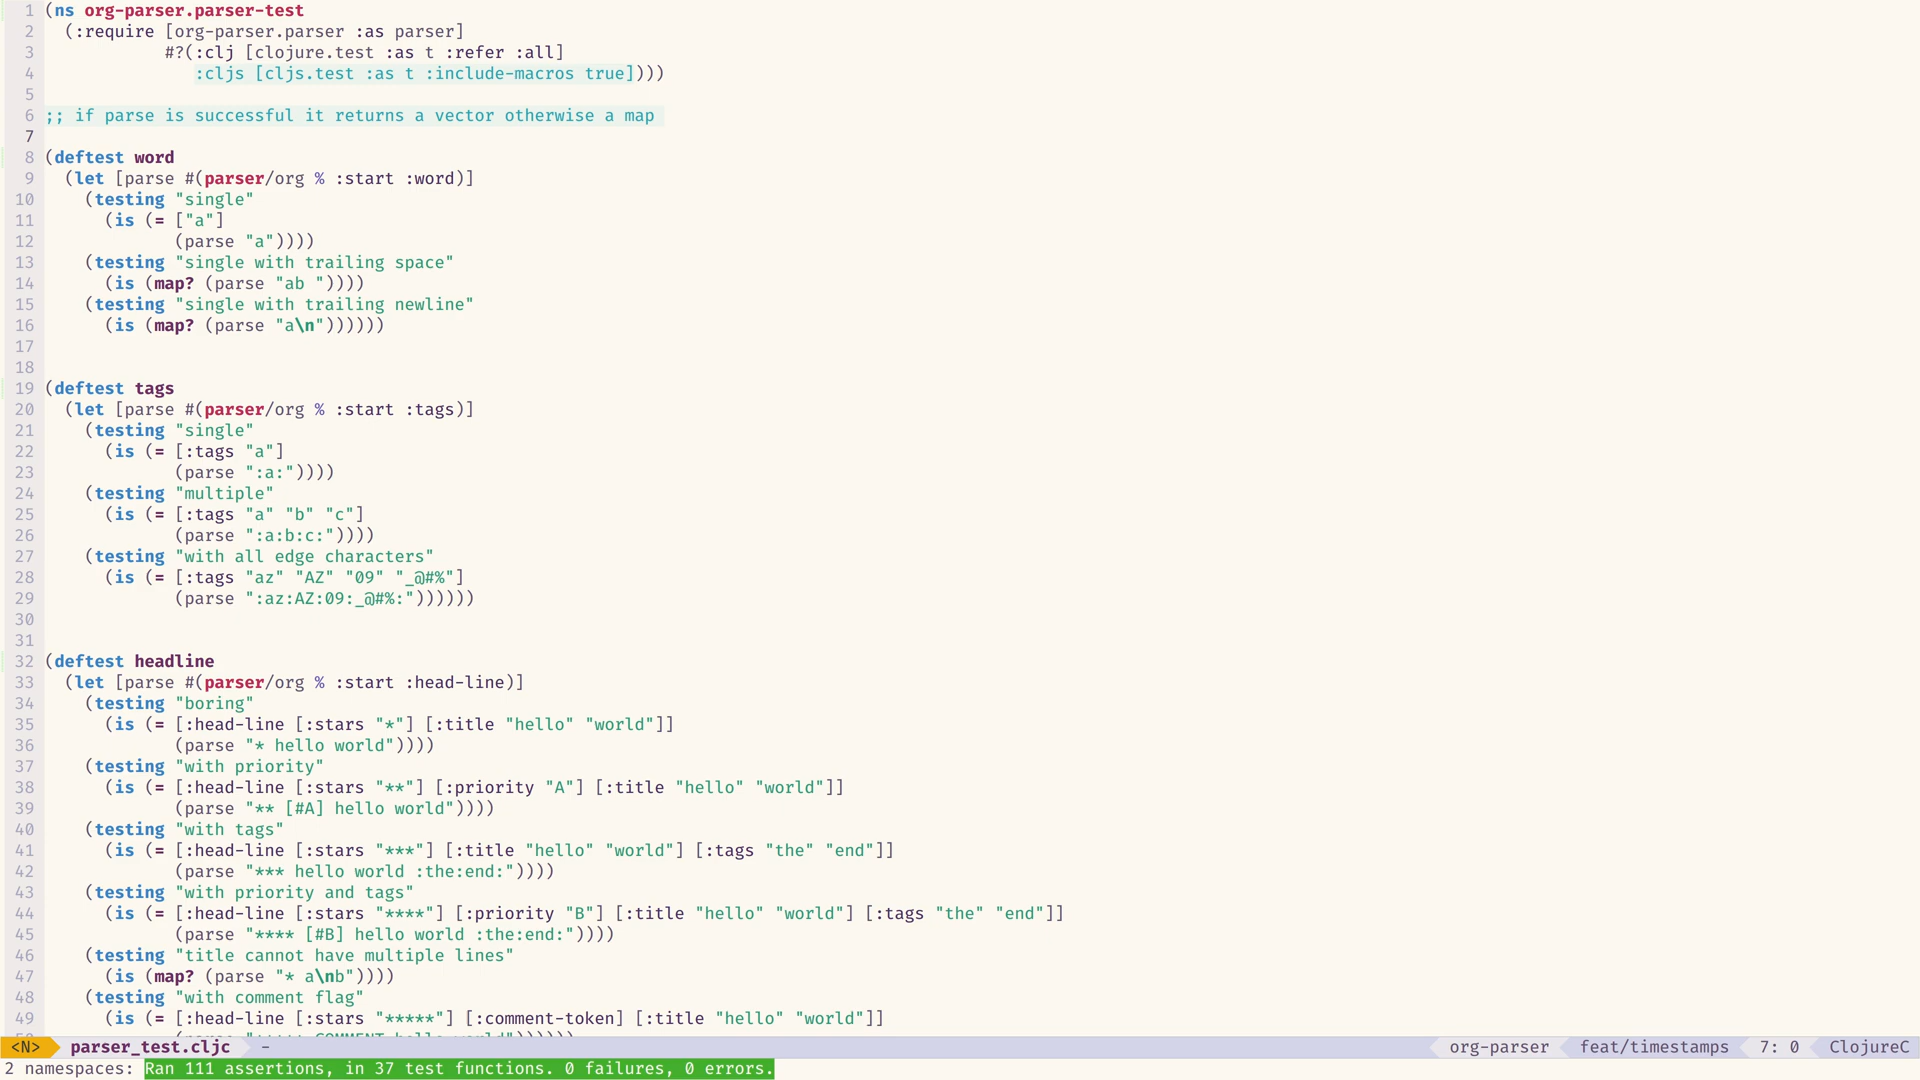 1 (ns org-parser.parser-test
2   (:require [org-parser.parser :as parser]
3             #?(:clj [clojure.test :as t :refer :all]
4                :cljs [cljs.test :as t :include-macros true])))
5
6 ;; if parse is successful it returns a vector otherwise a map
7
8 (deftest word
9   (let [parse #(parser/org % :start :word)]
10     (testing "single"
11       (is (= ["a"]
12              (parse "a"))))
13     (testing "single with trailing space"
14       (is (map? (parse "ab "))))
15     (testing "single with trailing newline"
16       (is (map? (parse "a\n"))))))
17
18
19 (deftest tags
20   (let [parse #(parser/org % :start :tags)]
21     (testing "single"
22       (is (= [:tags "a"]
23              (parse ":a:"))))
24     (testing "multiple"
25       (is (= [:tags "a" "b" "c"]
26              (parse ":a:b:c:"))))
27     (testing "with all edge characters"
28       (is (= [:tags "az" "AZ" "09" "_@#%"]
29              (parse ":az:AZ:09:_@#%:"))))))
30
31
32 (deftest headline
33   (let [parse #(parser/org % :start :head-line)]
34     (testing "boring"
35       (is (= [:head-line [:stars "*"] [:title "hello" "world"]]
36              (parse "* hello world"))))
37     (testing "with priority"
38       (is (= [:head-line [:stars "**"] [:priority "A"] [:title "hello" "world"]]
39              (parse "** [#A] hello world"))))
40     (testing "with tags"
41       (is (= [:head-line [:stars "***"] [:title "hello" "world"] [:tags "the" "end"]]
42              (parse "*** hello world :the:end:"))))
43     (testing "with priority and tags"
44       (is (= [:head-line [:stars "****"] [:priority "B"] [:title "hello" "world"] [:tags "the" "end"]]
45              (parse "**** [#B] hello world :the:end:"))))
46     (testing "title cannot have multiple lines"
47       (is (map? (parse "* a\nb"))))
48     (testing "with comment flag"
49       (is (= [:head-line [:stars "*****"] [:comment-token] [:title "hello" "world"]]
<N> parser_test.cljc - org-parser feat/timestamps 7: 0 ClojureC
2 namespaces: Ran 111 assertions, in 37 test functions. 0 failures, 0 errors.